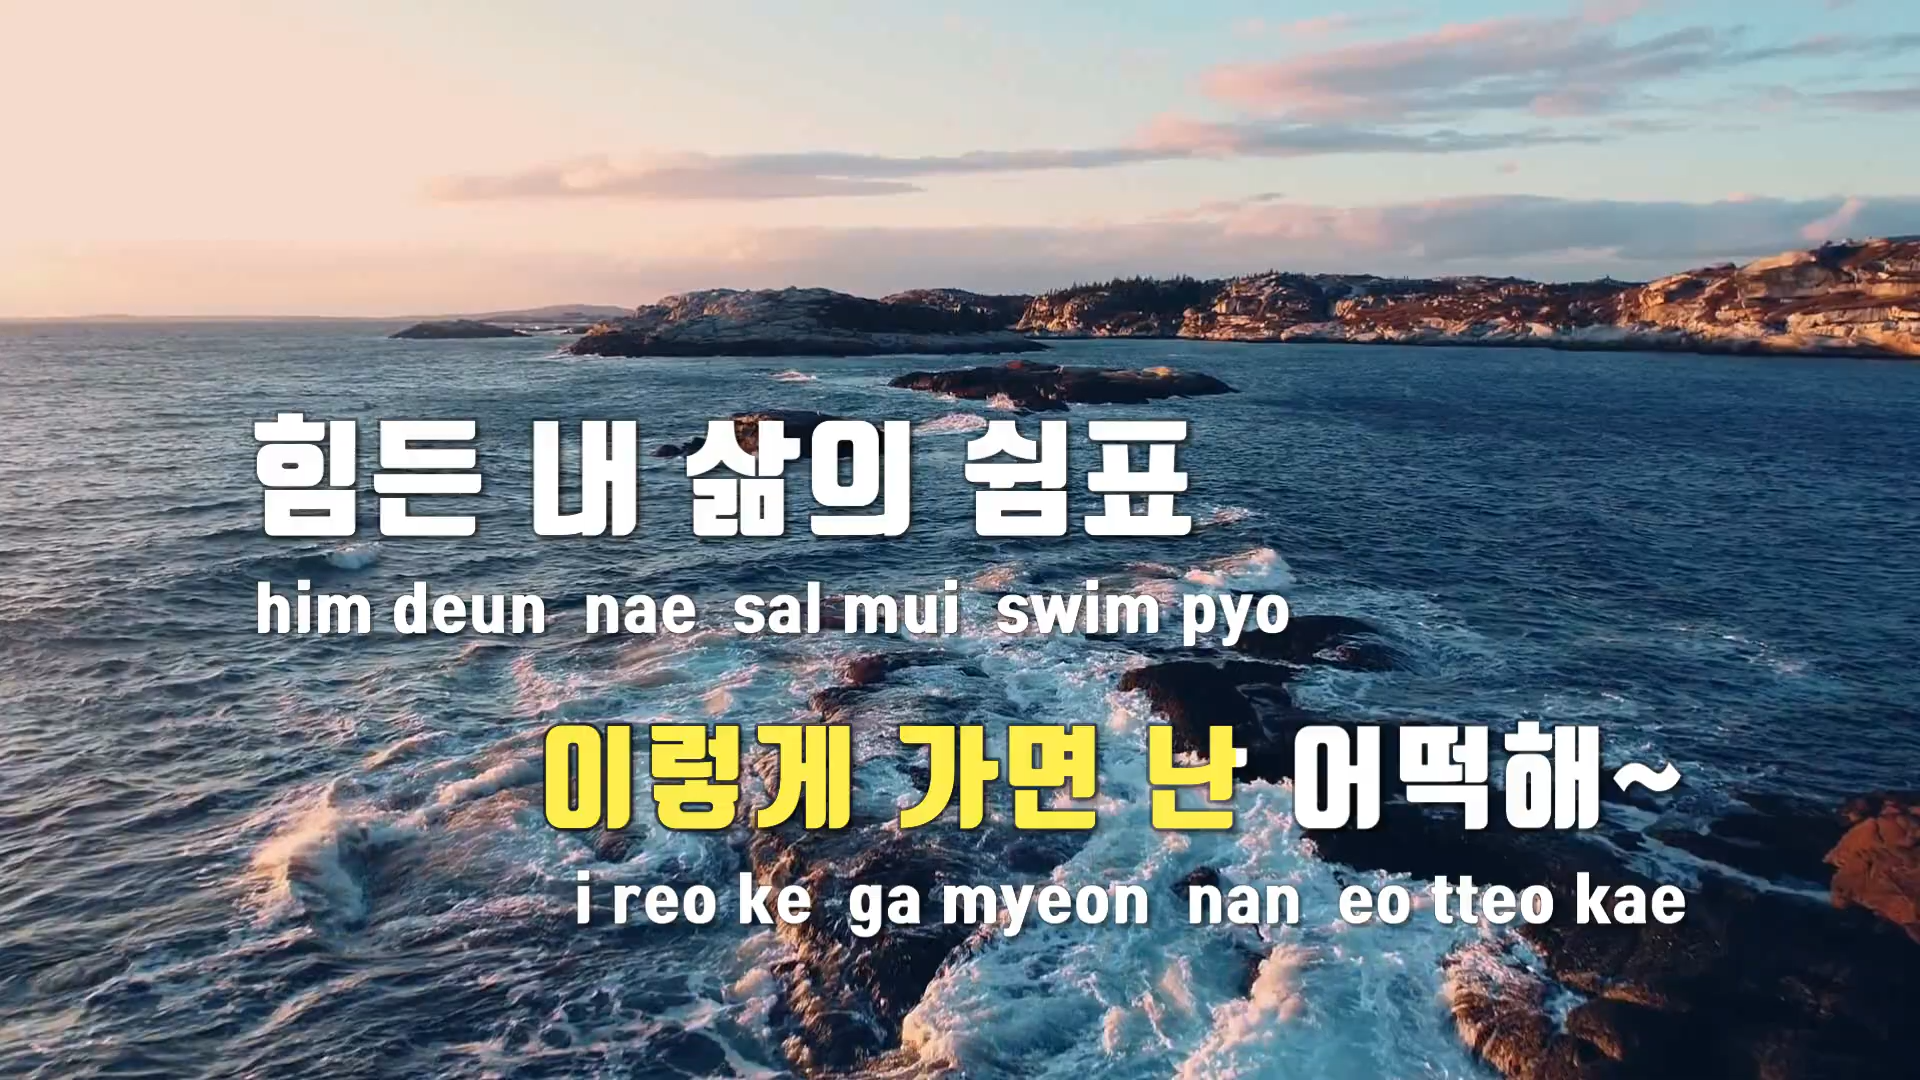 힘든 내 삶의 쉼표
him deun nae sal mui swim pyo
이렇게 가면 난 어떡해~
i reo ke ga myeon nan eo tteo kae